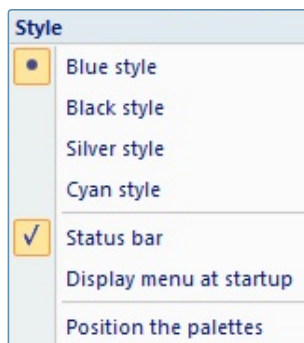 Style
Blue style
Black style
Silver style
Cyan style
Status bar
Display menu at startup
Position the palettes